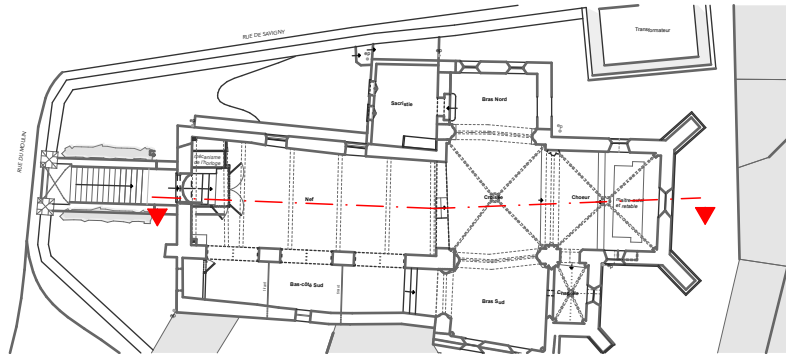 RUE DE SAVIGNY
Transformateur
Sacristie
Bras Nord
RUE DU MOULIN
mécanisme
de l'horloge
Nef
Croisée
Choeur
Maître autel
et retable
Bas-côté Sud
Bras Sud
Chapelle